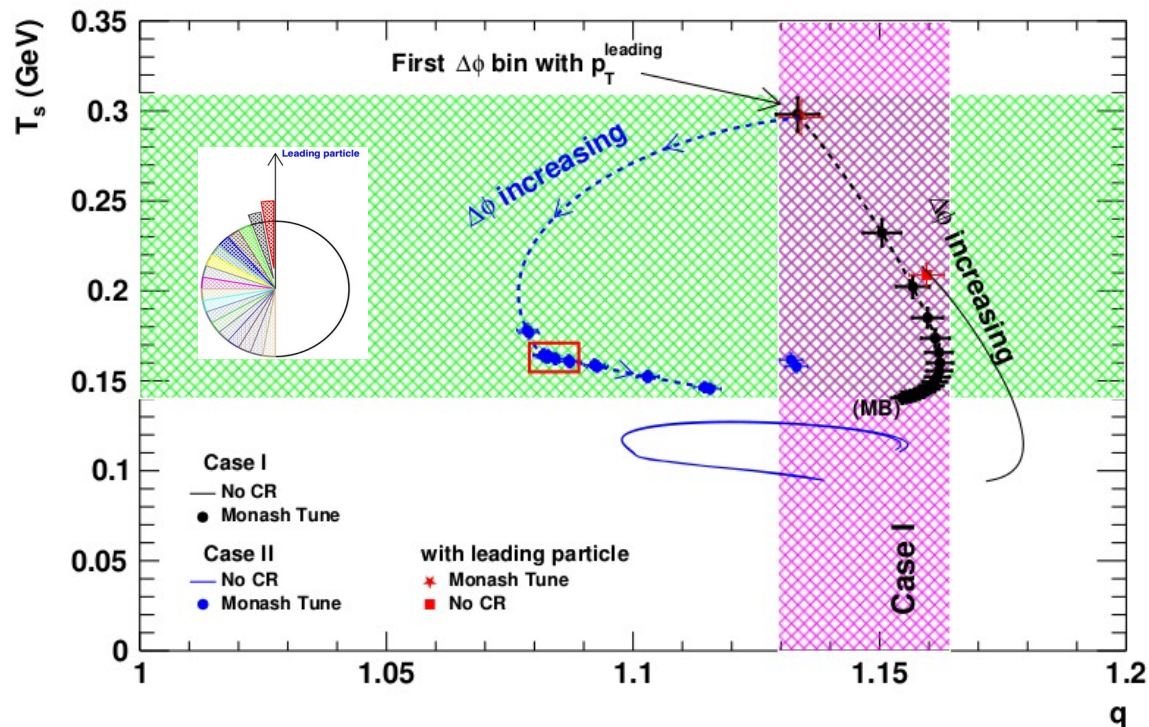 T_s (GeV)
0.35
0.3
0.25
0.2
0.15
0.1
0.05
0
First Δϕ bin with p_T^leading
Δϕ increasing
Leading particle
Δϕ increasing
(MB)
Case I
Case I
No CR
Monash Tune
Case II
No CR
Monash Tune
with leading particle
Monash Tune
No CR
1
1.05
1.1
1.15
1.2
q